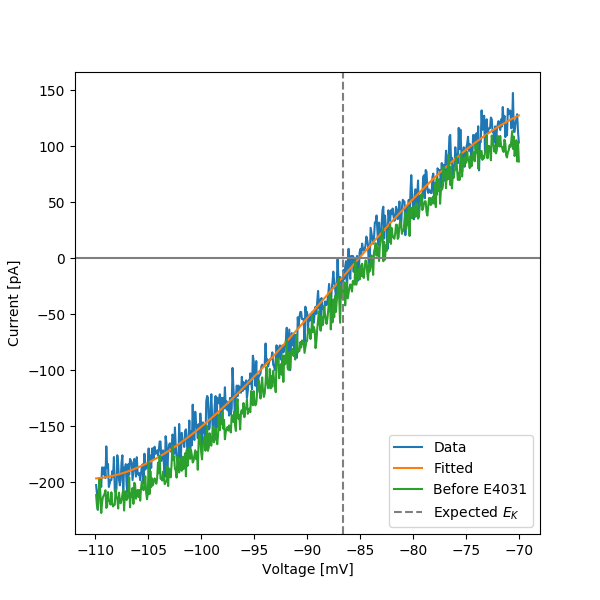 150
100
50
0
−50
−100
−150
−200
Current [pA]
Data
Fitted
Before E4031
Expected E_K
−110
−105
−100
−95
−90
−85
−80
−75
−70
Voltage [mV]